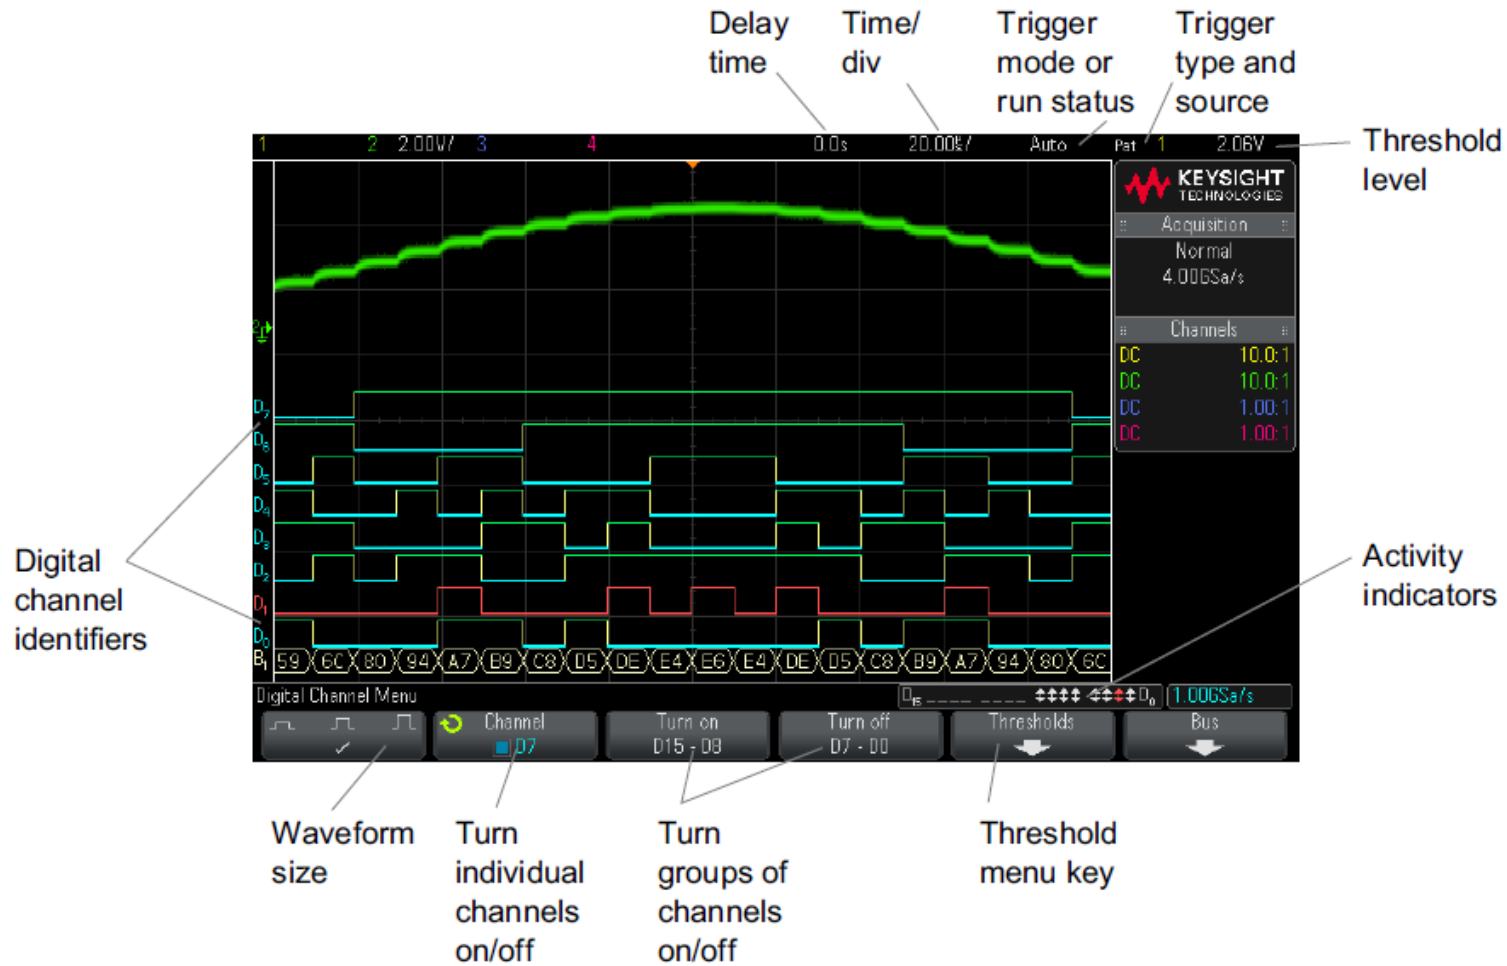 Delay time
Time/ div
Trigger mode or run status
Trigger type and source
Threshold level
1 2 2.00V/ 3 4 0.0s 20.00%/ Auto Pat 1 2.06V
KEYSIGHT
TECHNOLOGIES
Acquisition
Normal
4.00GSa/s
Channels
DC 10.0:1
DC 10.0:1
DC 1.00:1
DC 1.00:1
2
D7
D6
D5
D4
D3
D2
D1
D0
B1 59 6C 80 94 A7 B9 C8 D5 DE E4 E6 E4 DE D5 C8 B9 A7 94 80 6C
Digital channel identifiers
Activity indicators
Digital Channel Menu
D15 D0 1.00GSa/s
Channel
D7
Turn on
D15 - D8
Turn off
D7 - D0
Thresholds
Bus
Waveform size
Turn individual channels on/off
Turn groups of channels on/off
Threshold menu key